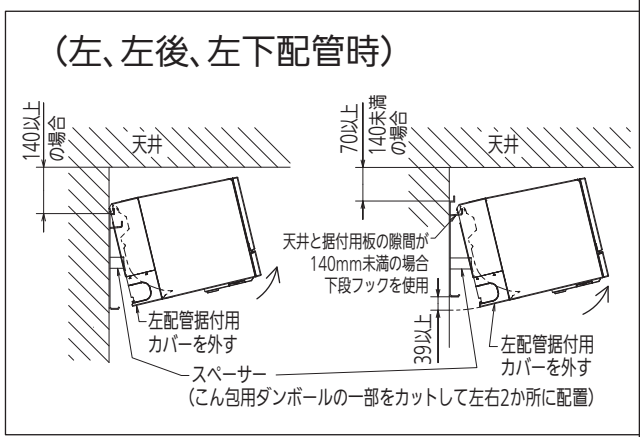 (左、左後、左下配管時)
140以上
の場合
天井
70以上
140未満
の場合
天井
天井と据付用板の隙間が
140mm未満の場合
下段フックを使用
左配管据付用
カバーを外す
39以上
左配管据付用
カバーを外す
スペーサー
(こん包用ダンボールの一部をカットして左右2か所に配置)